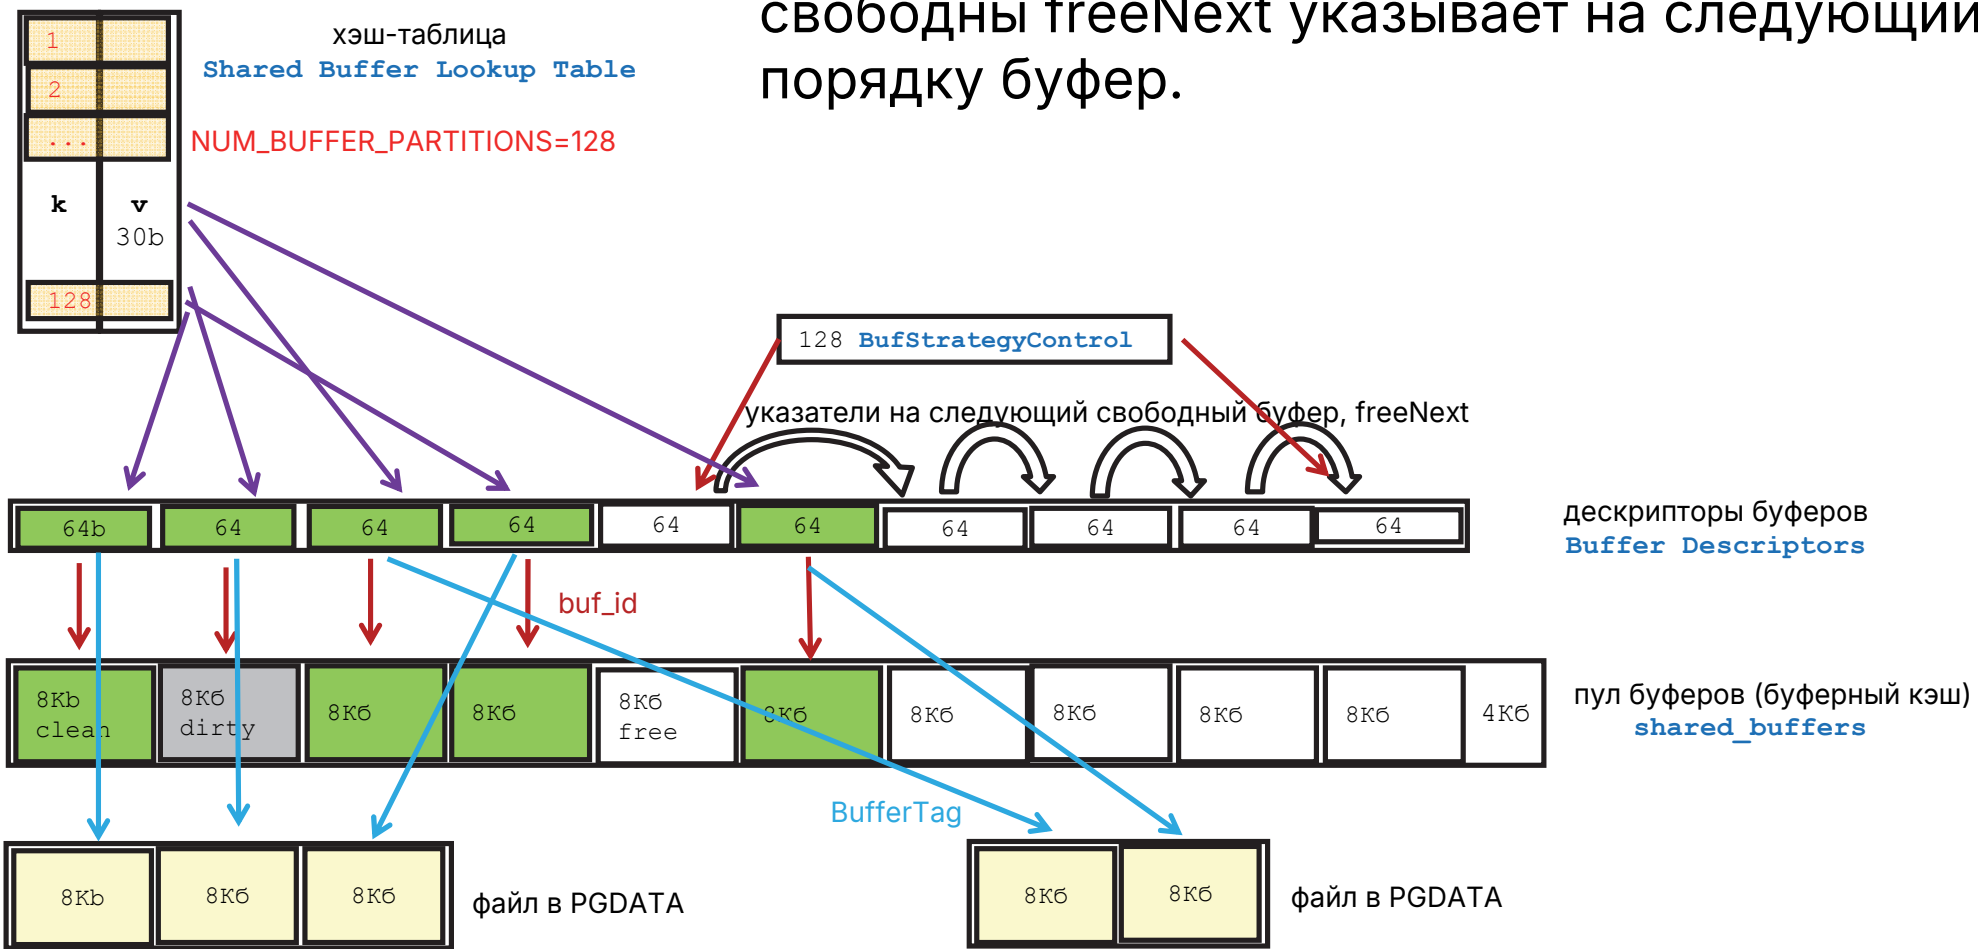 свободны freeNext указывает на следующий
порядку буфер.
хэш-таблица
Shared Buffer Lookup Table
NUM_BUFFER_PARTITIONS=128
1
2
...
k v
30b
128
128 BufStrategyControl
указатели на следующий свободный буфер, freeNext
64b 64 64 64 64 64 64 64 64 64
дескрипторы буферов
Buffer Descriptors
buf_id
8Kb
clean
8Кб
dirty
8Кб
8Кб
8Кб
free
8Кб
8Кб
8Кб
8Кб
8Кб
4Кб
пул буферов (буферный кэш)
shared_buffers
BufferTag
8Kb 8Кб 8Кб
файл в PGDATA
8Кб 8Кб
файл в PGDATA